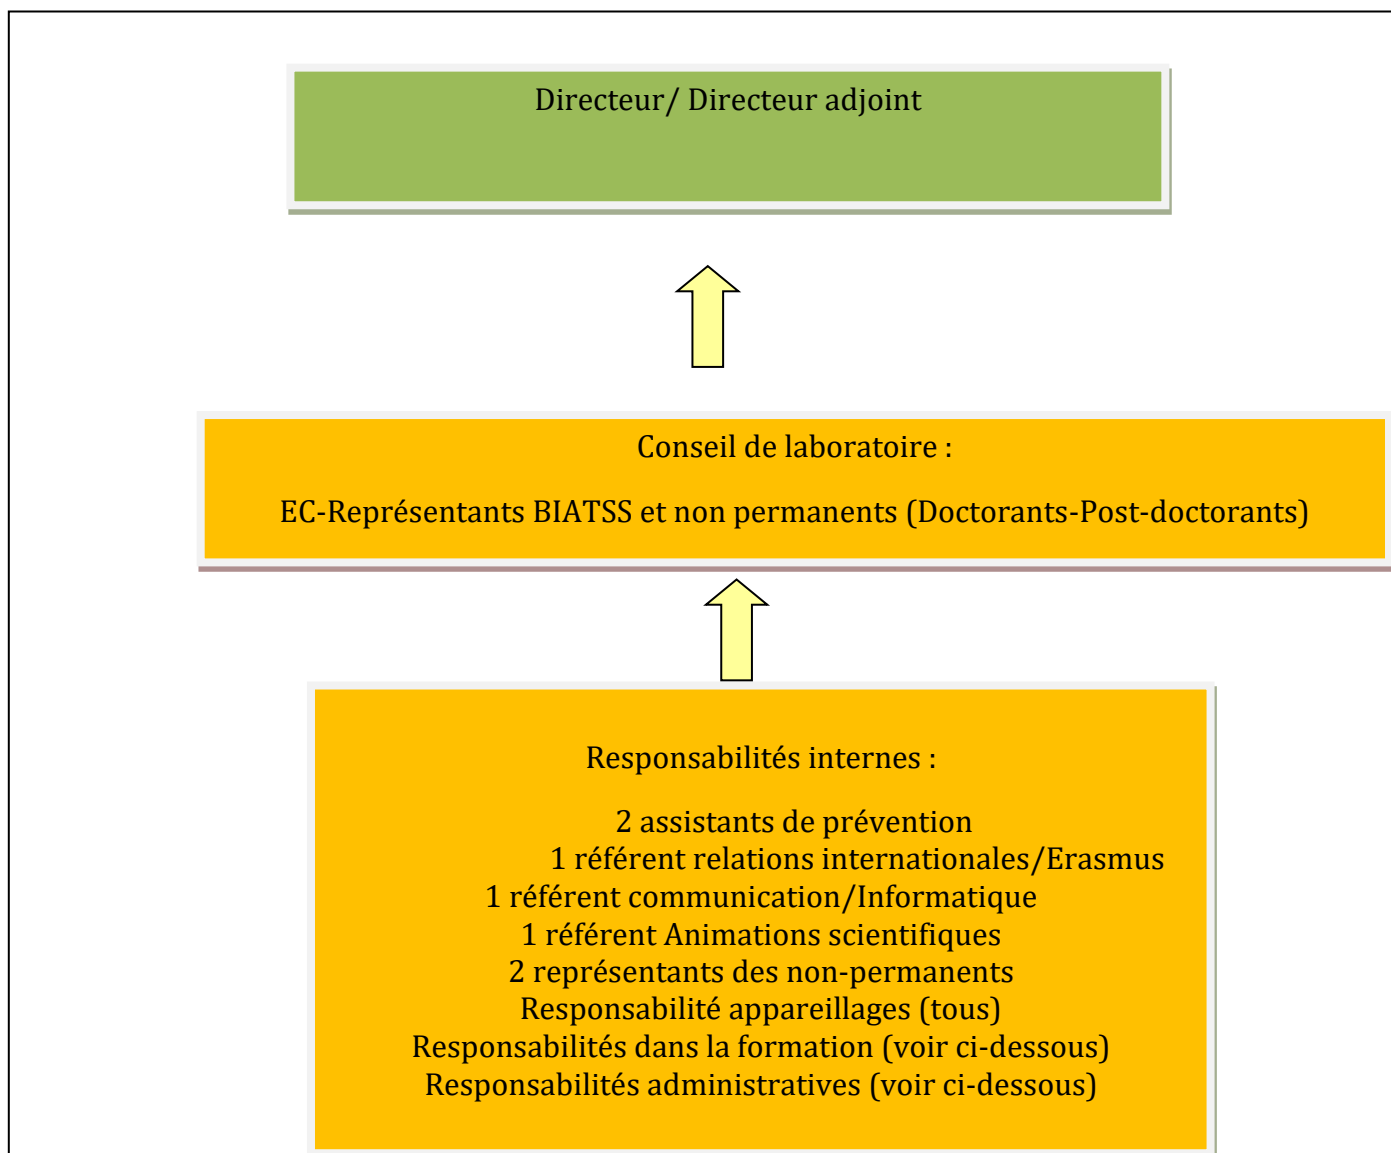 Directeur/ Directeur adjoint
Conseil de laboratoire :
EC-Représentants BIATSS et non permanents (Doctorants-Post-doctorants)
Responsabilités internes :
2 assistants de prévention
1 référent relations internationales/Erasmus
1 référent communication/Informatique
1 référent Animations scientifiques
2 représentants des non-permanents
Responsabilité appareillages (tous)
Responsabilités dans la formation (voir ci-dessous)
Responsabilités administratives (voir ci-dessous)